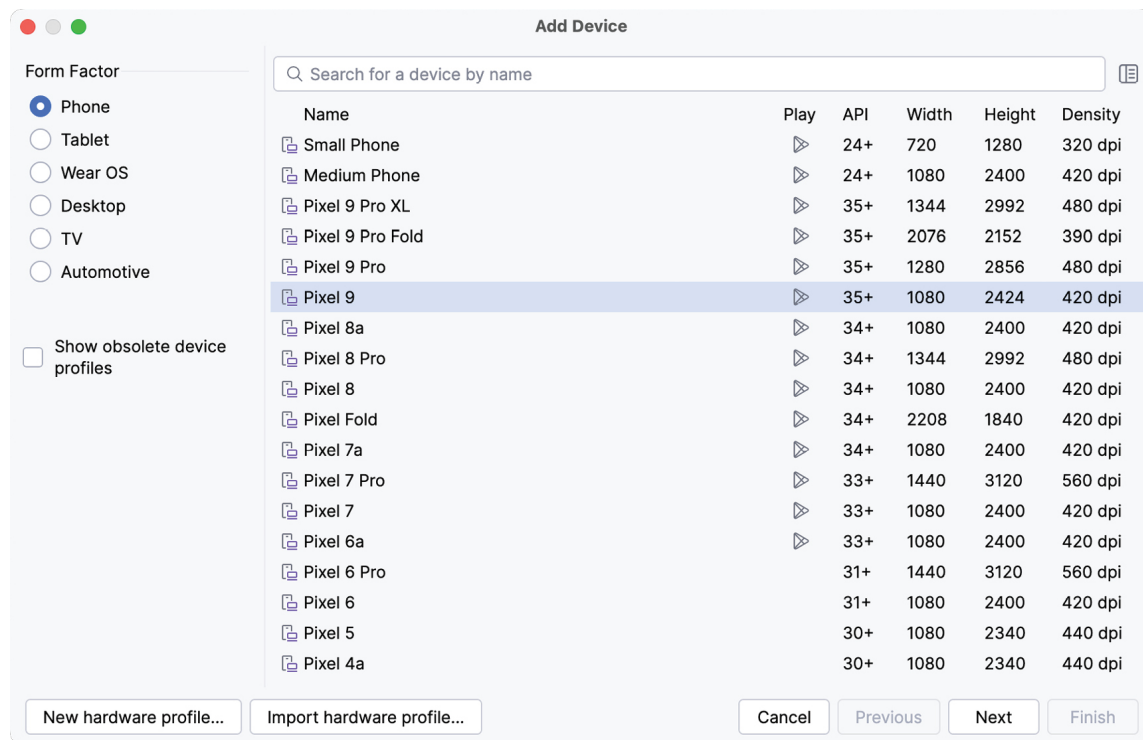 Add Device
Form Factor
Phone
Tablet
Wear OS
Desktop
TV
Automotive
Show obsolete device
profiles
Search for a device by name
Name Play API Width Height Density
Small Phone 24+ 720 1280 320 dpi
Medium Phone 24+ 1080 2400 420 dpi
Pixel 9 Pro XL 35+ 1344 2992 480 dpi
Pixel 9 Pro Fold 35+ 2076 2152 390 dpi
Pixel 9 Pro 35+ 1280 2856 480 dpi
Pixel 9 35+ 1080 2424 420 dpi
Pixel 8a 34+ 1080 2400 420 dpi
Pixel 8 Pro 34+ 1344 2992 480 dpi
Pixel 8 34+ 1080 2400 420 dpi
Pixel Fold 34+ 2208 1840 420 dpi
Pixel 7a 34+ 1080 2400 420 dpi
Pixel 7 Pro 33+ 1440 3120 560 dpi
Pixel 7 33+ 1080 2400 420 dpi
Pixel 6a 33+ 1080 2400 420 dpi
Pixel 6 Pro 31+ 1440 3120 560 dpi
Pixel 6 31+ 1080 2400 420 dpi
Pixel 5 30+ 1080 2340 440 dpi
Pixel 4a 30+ 1080 2340 440 dpi
New hardware profile... Import hardware profile... Cancel Previous Next Finish